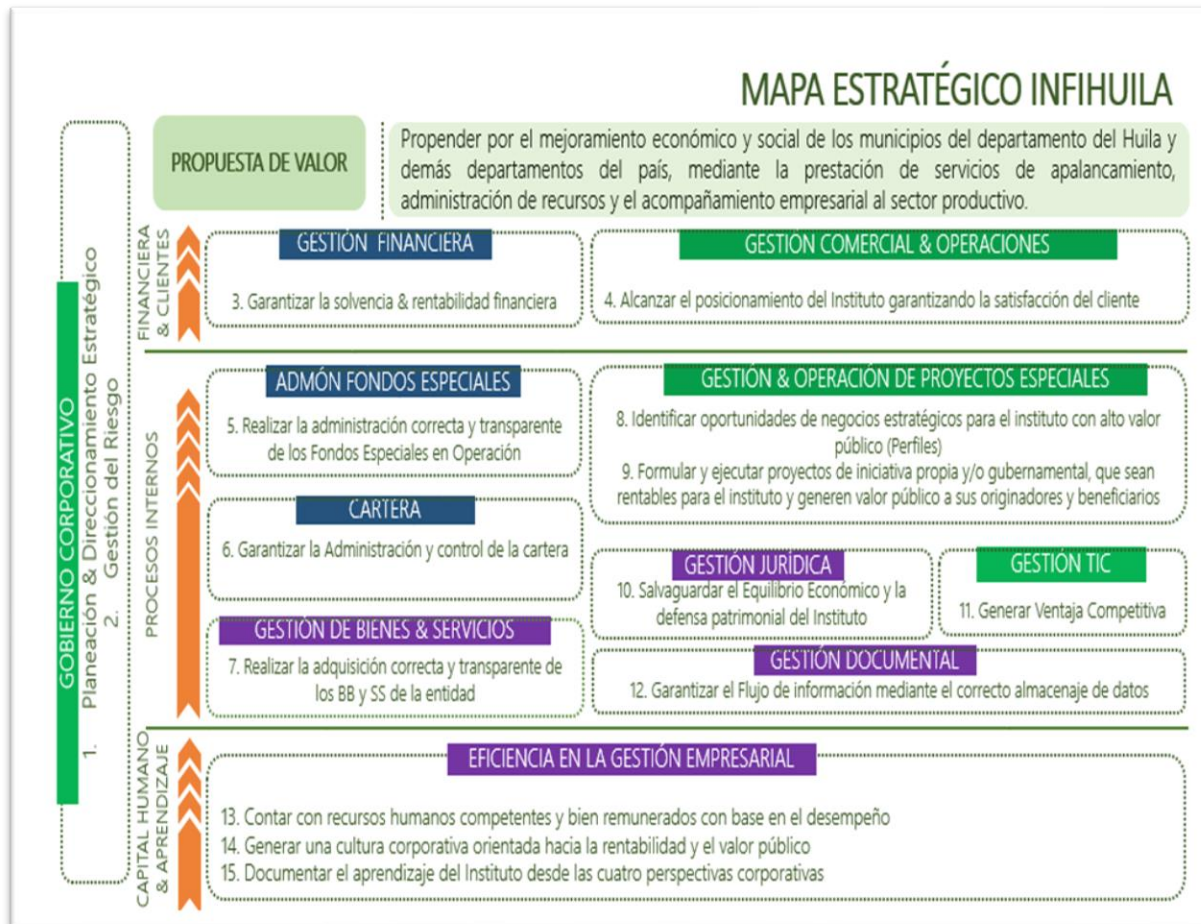 MAPA ESTRATÉGICO INFIHUILA
PROPUESTA DE VALOR
Propender por el mejoramiento económico y social de los municipios del departamento del Huila y
demás departamentos del país, mediante la prestación de servicios de apalancamiento,
administración de recursos y el acompañamiento empresarial al sector productivo.
GOBIERNO CORPORATIVO
1. Planeación & Direccionamiento Estratégico
2. Gestión del Riesgo
FINANCIERA
& CLIENTES
GESTIÓN FINANCIERA
3. Garantizar la solvencia & rentabilidad financiera
GESTIÓN COMERCIAL & OPERACIONES
4. Alcanzar el posicionamiento del Instituto garantizando la satisfacción del cliente
PROCESOS INTERNOS
ADMÓN FONDOS ESPECIALES
5. Realizar la administración correcta y transparente
de los Fondos Especiales en Operación
CARTERA
6. Garantizar la Administración y control de la cartera
GESTIÓN DE BIENES & SERVICIOS
7. Realizar la adquisición correcta y transparente de
los BB y SS de la entidad
GESTIÓN & OPERACIÓN DE PROYECTOS ESPECIALES
8. Identificar oportunidades de negocios estratégicos para el instituto con alto valor
público (Perfiles)
9. Formular y ejecutar proyectos de iniciativa propia y/o gubernamental, que sean
rentables para el instituto y generen valor público a sus originadores y beneficiarios
GESTIÓN JURÍDICA
10. Salvaguardar el Equilibrio Económico y la
defensa patrimonial del Instituto
GESTIÓN TIC
11. Generar Ventaja Competitiva
GESTIÓN DOCUMENTAL
12. Garantizar el Flujo de información mediante el correcto almacenaje de datos
CAPITAL HUMANO
& APRENDIZAJE
EFICIENCIA EN LA GESTIÓN EMPRESARIAL
13. Contar con recursos humanos competentes y bien remunerados con base en el desempeño
14. Generar una cultura corporativa orientada hacia la rentabilidad y el valor público
15. Documentar el aprendizaje del Instituto desde las cuatro perspectivas corporativas